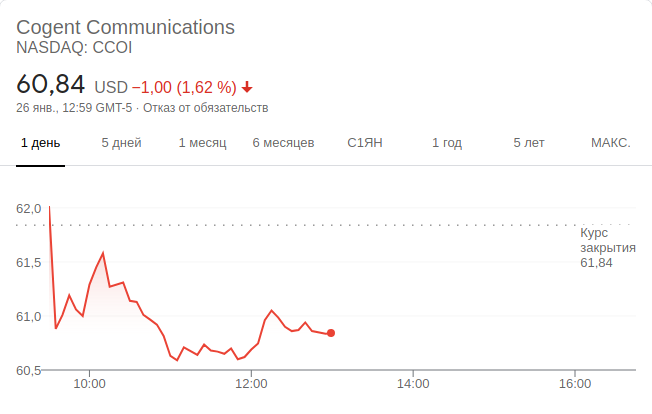 Cogent Communications
NASDAQ: CCOI
60,84 USD −1,00 (1,62 %)
26 янв., 12:59 GMT-5 · Отказ от обязательств
1 день 5 дней 1 месяц 6 месяцев С1ЯН 1 год 5 лет МАКС.
62,0
Курс
закрытия
61,84
61,5
61,0
60,5
10:00 12:00 14:00 16:00